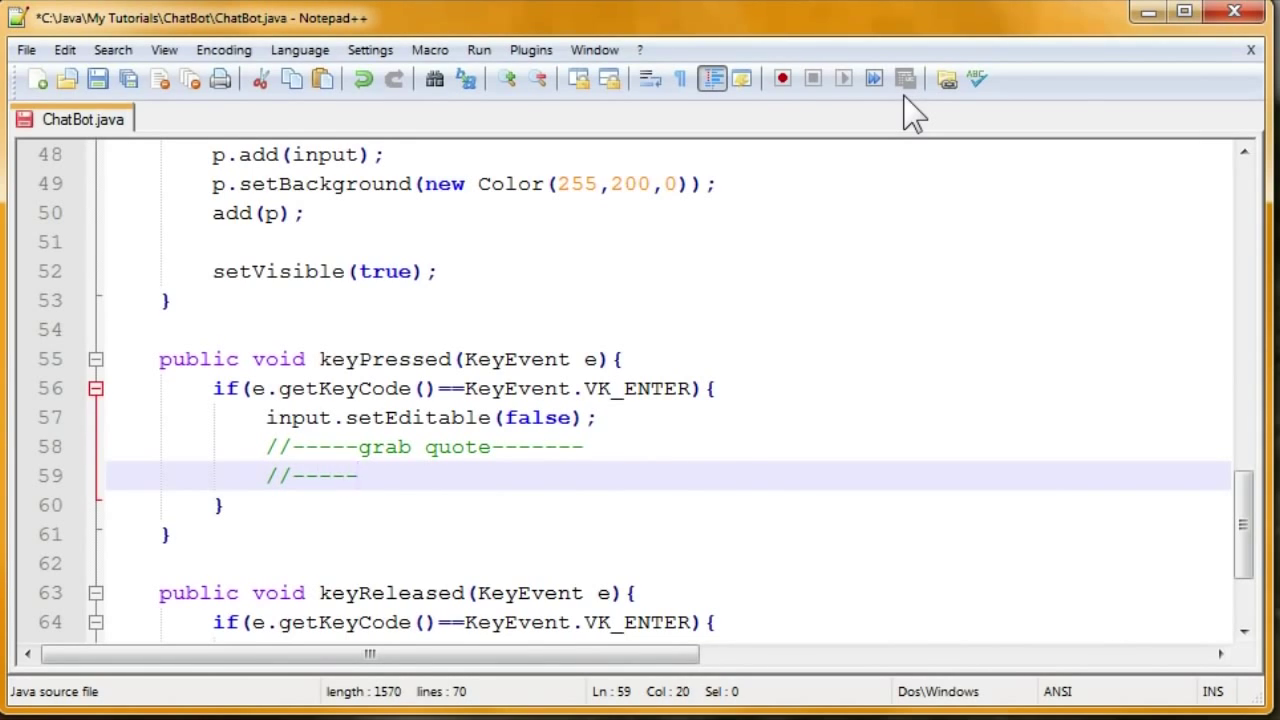 *C:\Java\My Tutorials\ChatBot\ChatBot.java - Notepad++
File Edit Search View Encoding Language Settings Macro Run Plugins Window ? X
ABC
ChatBot.java
48 p.add(input);
49 p.setBackground(new Color(255,200,0));
50 add(p);
51
52 setVisible(true);
53 }
54
55 public void keyPressed(KeyEvent e){
56 if(e.getKeyCode()==KeyEvent.VK_ENTER){
57 input.setEditable(false);
58 //-----grab quote-------
59 //-----
60 }
61 }
62
63 public void keyReleased(KeyEvent e){
64 if(e.getKeyCode()==KeyEvent.VK_ENTER){
Java source file length : 1570 lines : 70 Ln : 59 Col : 20 Sel : 0 Dos\Windows ANSI INS